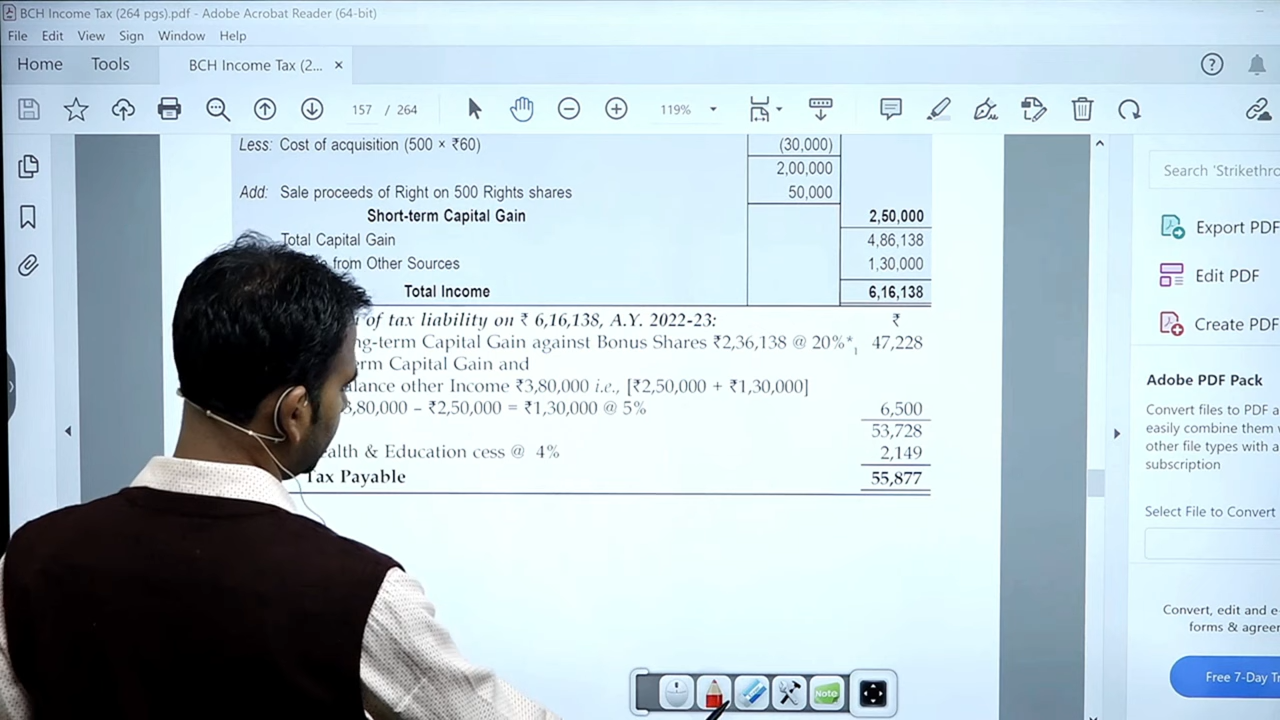 BCH Income Tax (264 pgs).pdf - Adobe Acrobat Reader (64-bit)
File Edit View Sign Window Help
Home Tools BCH Income Tax (2... ×
157 / 264 119%
Less: Cost of acquisition (500 × ₹60) (30,000)
2,00,000
Add: Sale proceeds of Right on 500 Rights shares 50,000
Short-term Capital Gain 2,50,000
Total Capital Gain 4,86,138
from Other Sources 1,30,000
Total Income 6,16,138
of tax liability on ₹ 6,16,138, A.Y. 2022-23: ₹
ng-term Capital Gain against Bonus Shares ₹2,36,138 @ 20%*1 47,228
erm Capital Gain and
alance other Income ₹3,80,000 i.e., [₹2,50,000 + ₹1,30,000]
3,80,000 – ₹2,50,000 = ₹1,30,000 @ 5% 6,500
53,728
ealth & Education cess @ 4% 2,149
Tax Payable 55,877
Search 'Strikethro
Export PDF
Edit PDF
Create PDF
Adobe PDF Pack
Convert files to PDF a
easily combine them w
other file types with a
subscription
Select File to Convert
Convert, edit and e-
forms & agreem
Free 7-Day Tr
Note